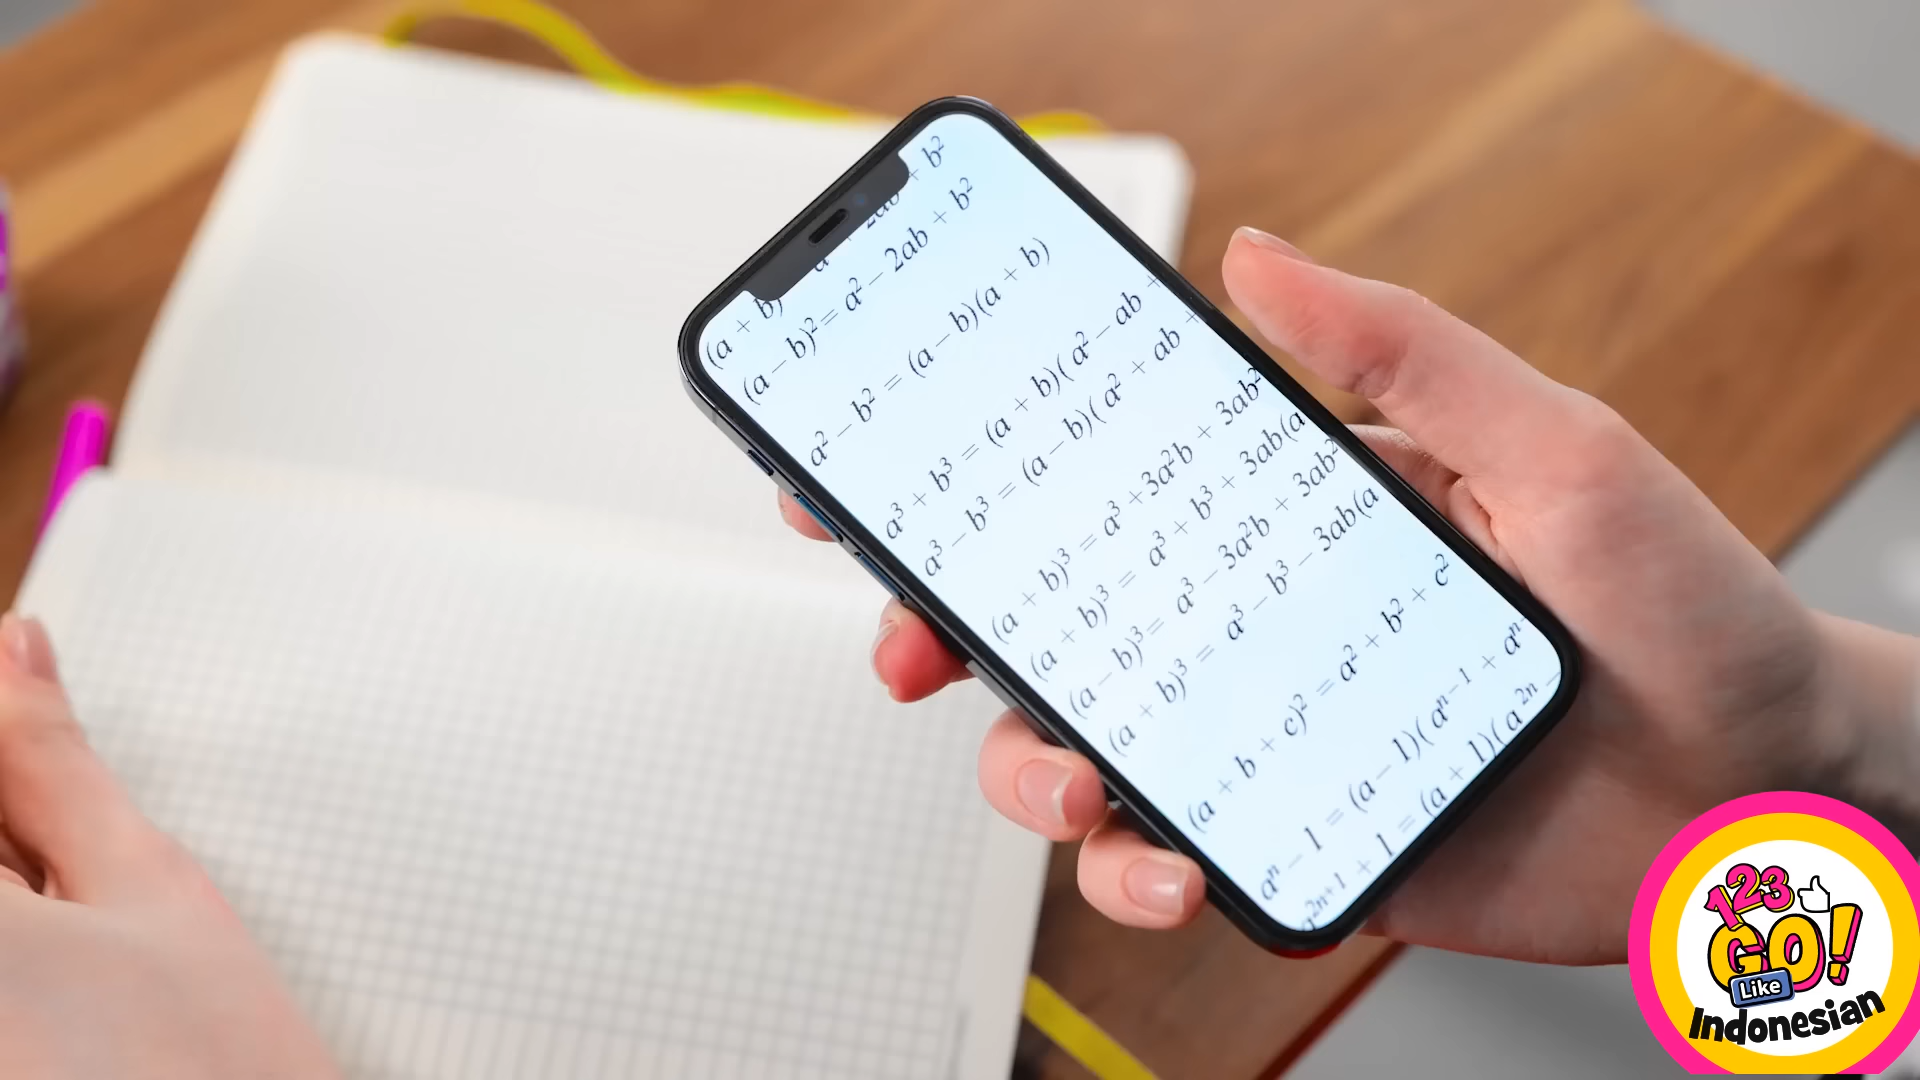 (a + b)
a + 2ab + b²
(a − b)² = a² − 2ab + b²
a² − b² = (a − b)(a + b)
a³ + b³ = (a + b)(a² − ab +
a³ − b³ = (a − b)(a² + ab +
(a + b)³ = a³ + 3a²b + 3ab²
(a + b)³ = a³ + b³ + 3ab(a
(a − b)³ = a³ − 3a²b + 3ab²
(a + b)³ = a³ − b³ − 3ab(a
(a + b + c)² = a² + b² + c²
aⁿ − 1 = (a − 1)(aⁿ⁻¹ + aⁿ⁻
a²ⁿ⁺¹ + 1 = (a + 1)(a²ⁿ −
123
GO!
Like
Indonesian